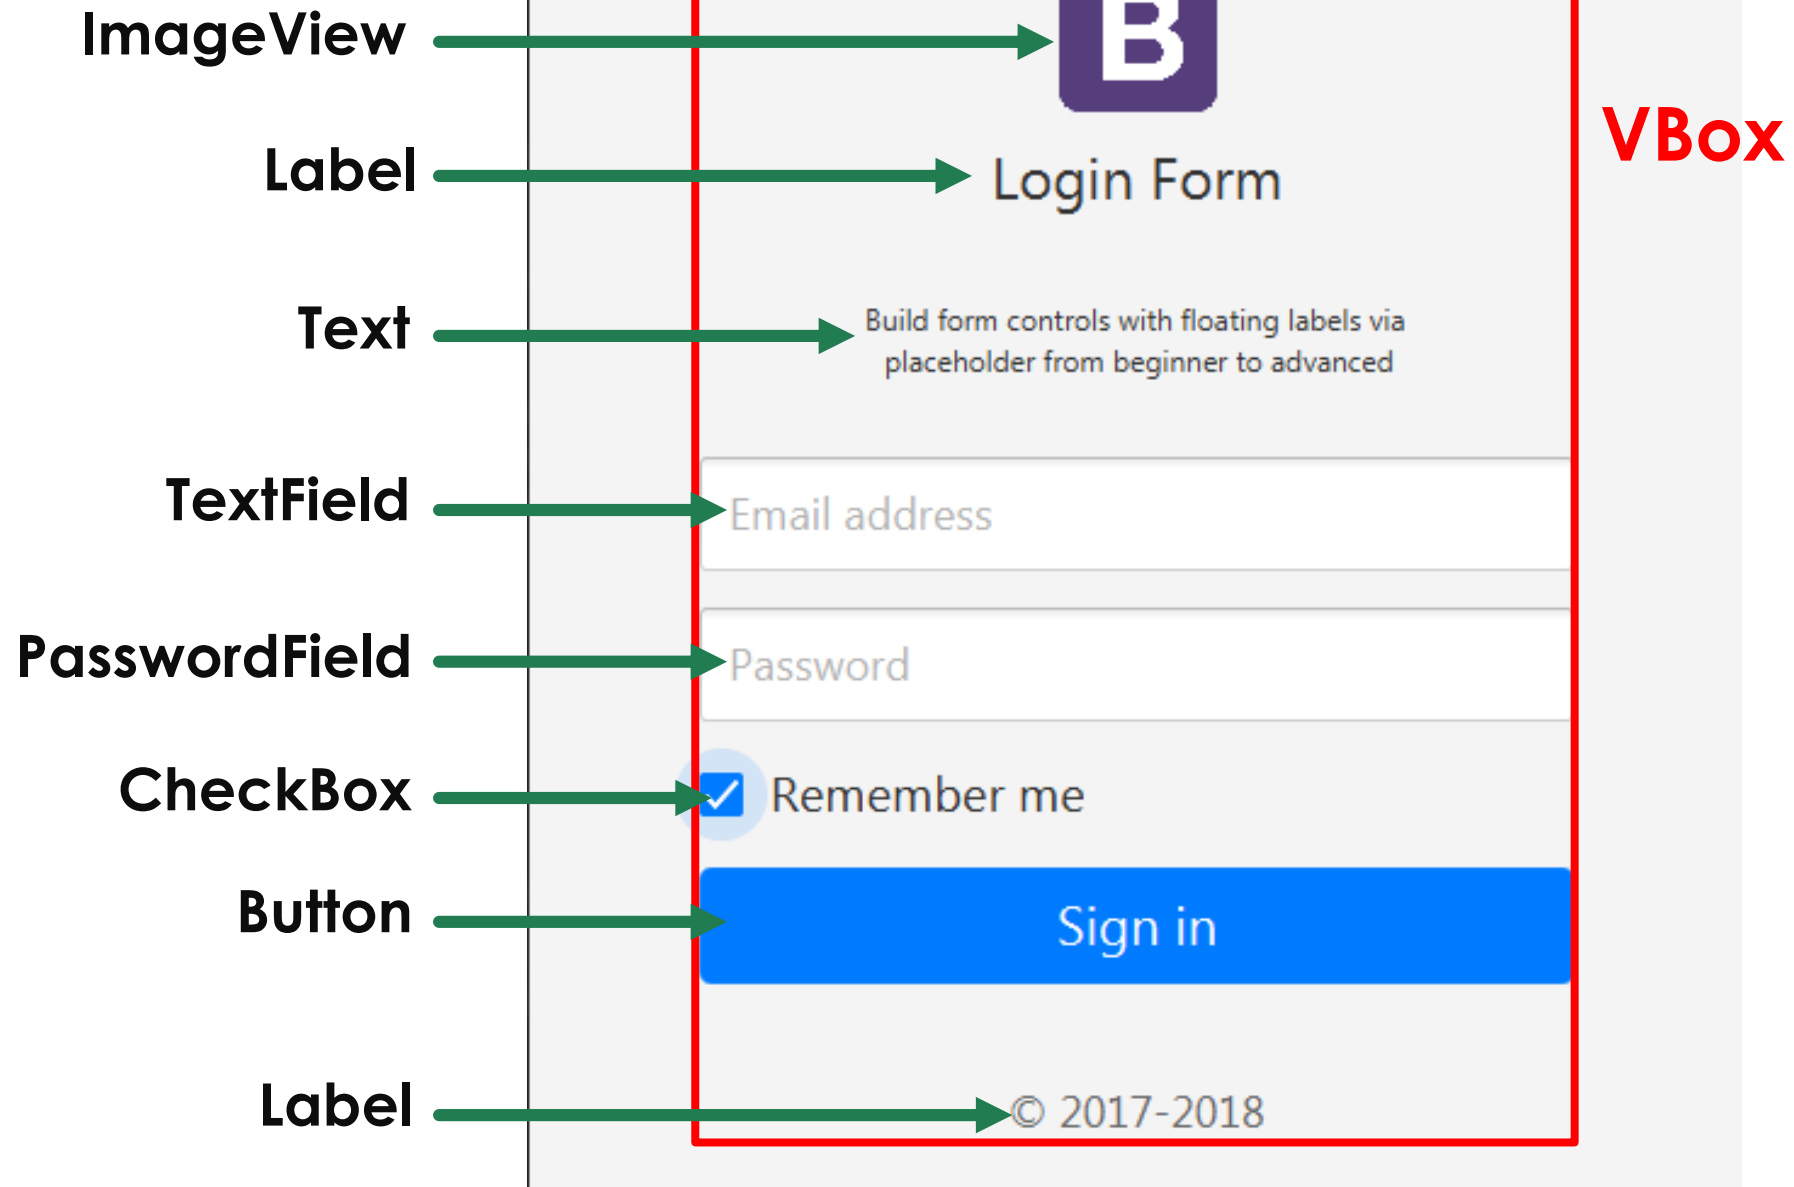 ImageView
B
VBox
Label
Login Form
Text
Build form controls with floating labels via
placeholder from beginner to advanced
TextField
Email address
PasswordField
Password
CheckBox
Remember me
Button
Sign in
Label
© 2017-2018